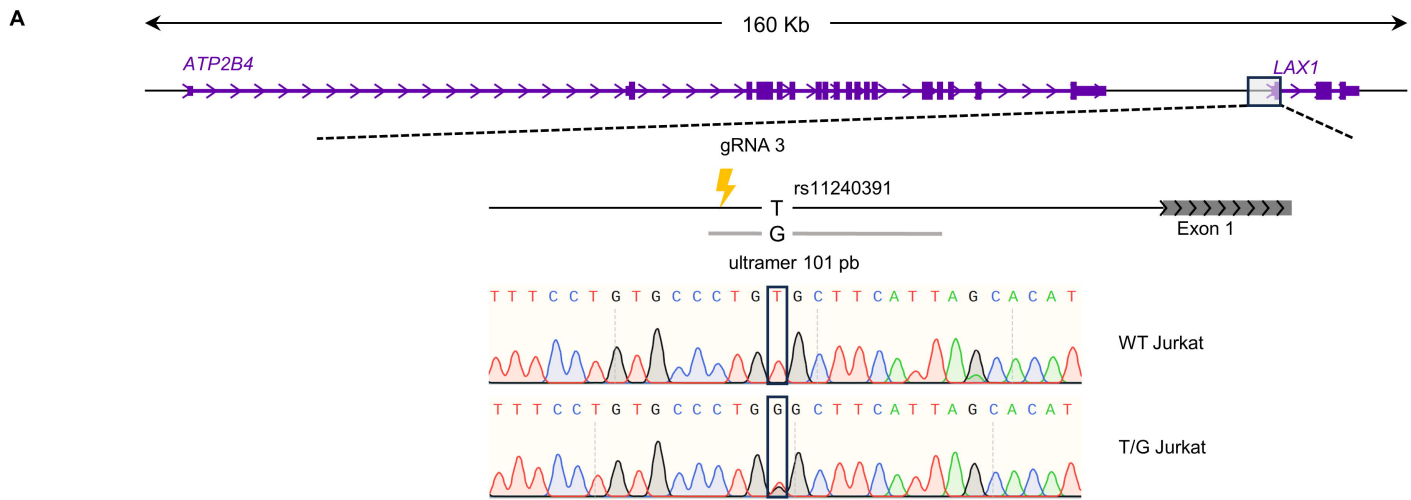 A
160 Kb
ATP2B4
LAX1
gRNA 3
rs11240391
T
G
Exon 1
ultramer 101 pb
T T T C C T G T G C C C T G T G C T T C A T T A G C A C A T
WT Jurkat
T T T C C T G T G C C C T G G G C T T C A T T A G C A C A T
T/G Jurkat